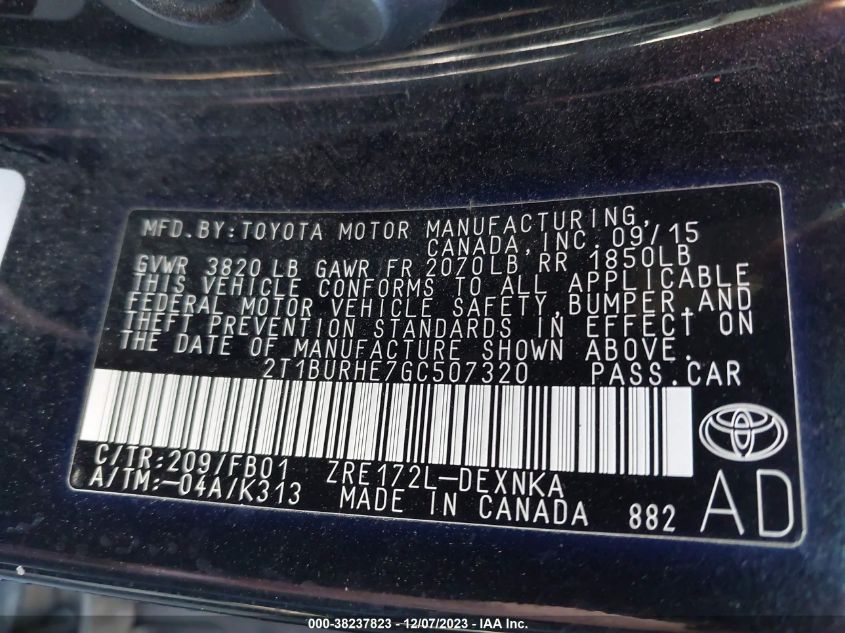 MFD.BY:TOYOTA MOTOR MANUFACTURING,
CANADA,INC. 09/15
GVWR 3820 LB GAWR FR 2070LB RR 1850LB
THIS VEHICLE CONFORMS TO ALL APPLICABLE
FEDERAL MOTOR VEHICLE SAFETY,BUMPER,AND
THEFT PREVENTION STANDARDS IN EFFECT ON
THE DATE OF MANUFACTURE SHOWN ABOVE.
2T1BURHE7GC507320 PASS.CAR
C/TR:209/FB01 ZRE172L-DEXNKA
A/TM:-04A/K313 MADE IN CANADA 882 AD
000-38237823 - 12/07/2023 - IAA Inc.